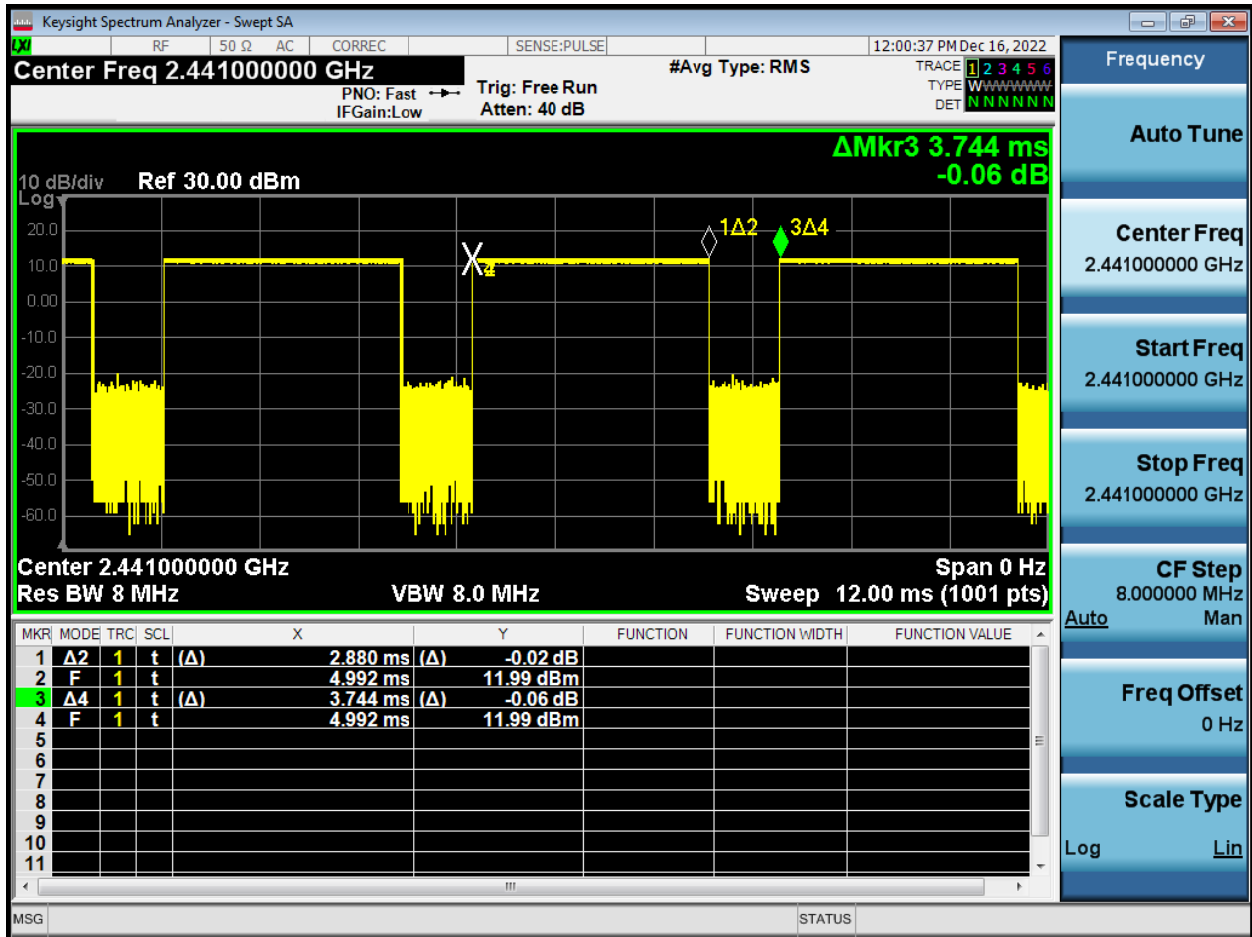 Keysight Spectrum Analyzer - Swept SA
LXI RF 50 Ω AC CORREC SENSE:PULSE 12:00:37 PM Dec 16, 2022
Center Freq 2.441000000 GHz
PNO: Fast
IFGain:Low
Trig: Free Run
Atten: 40 dB
#Avg Type: RMS
TRACE 1 2 3 4 5 6
TYPE WWWWWW
DET N N N N N N
ΔMkr3 3.744 ms
-0.06 dB
10 dB/div Ref 30.00 dBm
Log
20.0
10.0
0.00
-10.0
-20.0
-30.0
-40.0
-50.0
-60.0
1Δ2
3Δ4
Center 2.441000000 GHz Span 0 Hz
Res BW 8 MHz VBW 8.0 MHz Sweep 12.00 ms (1001 pts)
MKR MODE TRC SCL X Y FUNCTION FUNCTION WIDTH FUNCTION VALUE
1 Δ2 1 t (Δ) 2.880 ms (Δ) -0.02 dB
2 F 1 t 4.992 ms 11.99 dBm
3 Δ4 1 t (Δ) 3.744 ms (Δ) -0.06 dB
4 F 1 t 4.992 ms 11.99 dBm
5
6
7
8
9
10
11
MSG STATUS
Frequency
Auto Tune
Center Freq
2.441000000 GHz
Start Freq
2.441000000 GHz
Stop Freq
2.441000000 GHz
CF Step
8.000000 MHz
Auto Man
Freq Offset
0 Hz
Scale Type
Log Lin